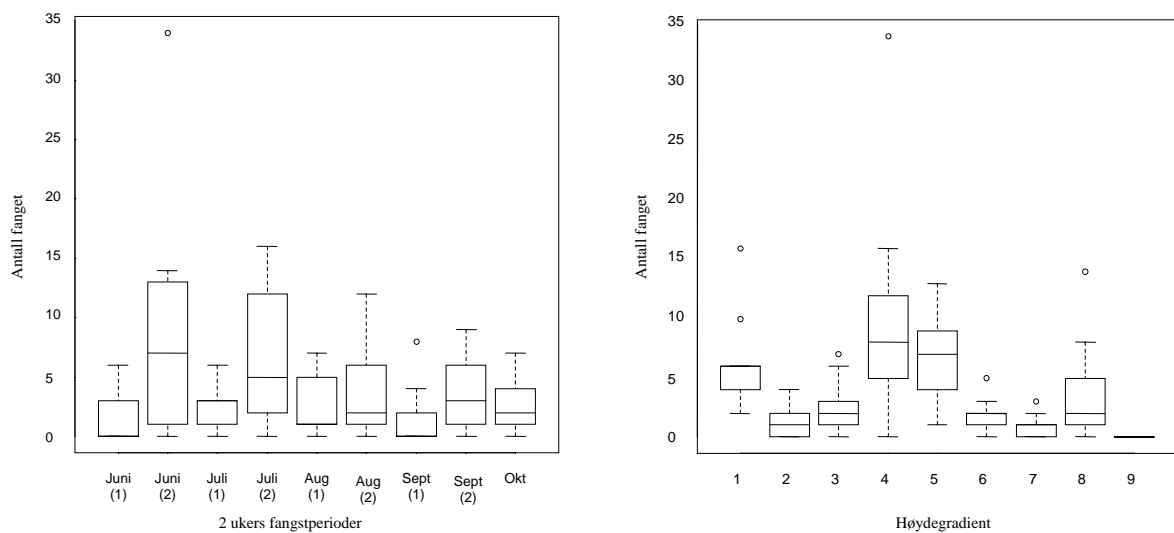 35
30
25
20
15
10
5
0
Antall fanget
Juni Juni Juli Juli Aug Aug Sept Sept Okt
(1) (2) (1) (2) (1) (2) (1) (2)
2 ukers fangstperioder
35
30
25
20
15
10
5
0
Antall fanget
1 2 3 4 5 6 7 8 9
Høydegradient